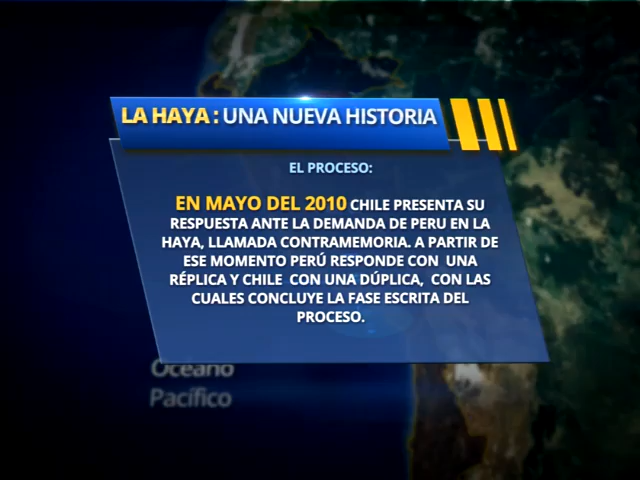 LA HAYA : UNA NUEVA HISTORIA
EL PROCESO:
EN MAYO DEL 2010 CHILE PRESENTA SU
RESPUESTA ANTE LA DEMANDA DE PERU EN LA
HAYA, LLAMADA CONTRAMEMORIA. A PARTIR DE
ESE MOMENTO PERÚ RESPONDE CON UNA
RÉPLICA Y CHILE CON UNA DÚPLICA, CON LAS
CUALES CONCLUYE LA FASE ESCRITA DEL
PROCESO.
Océano
Pacífico